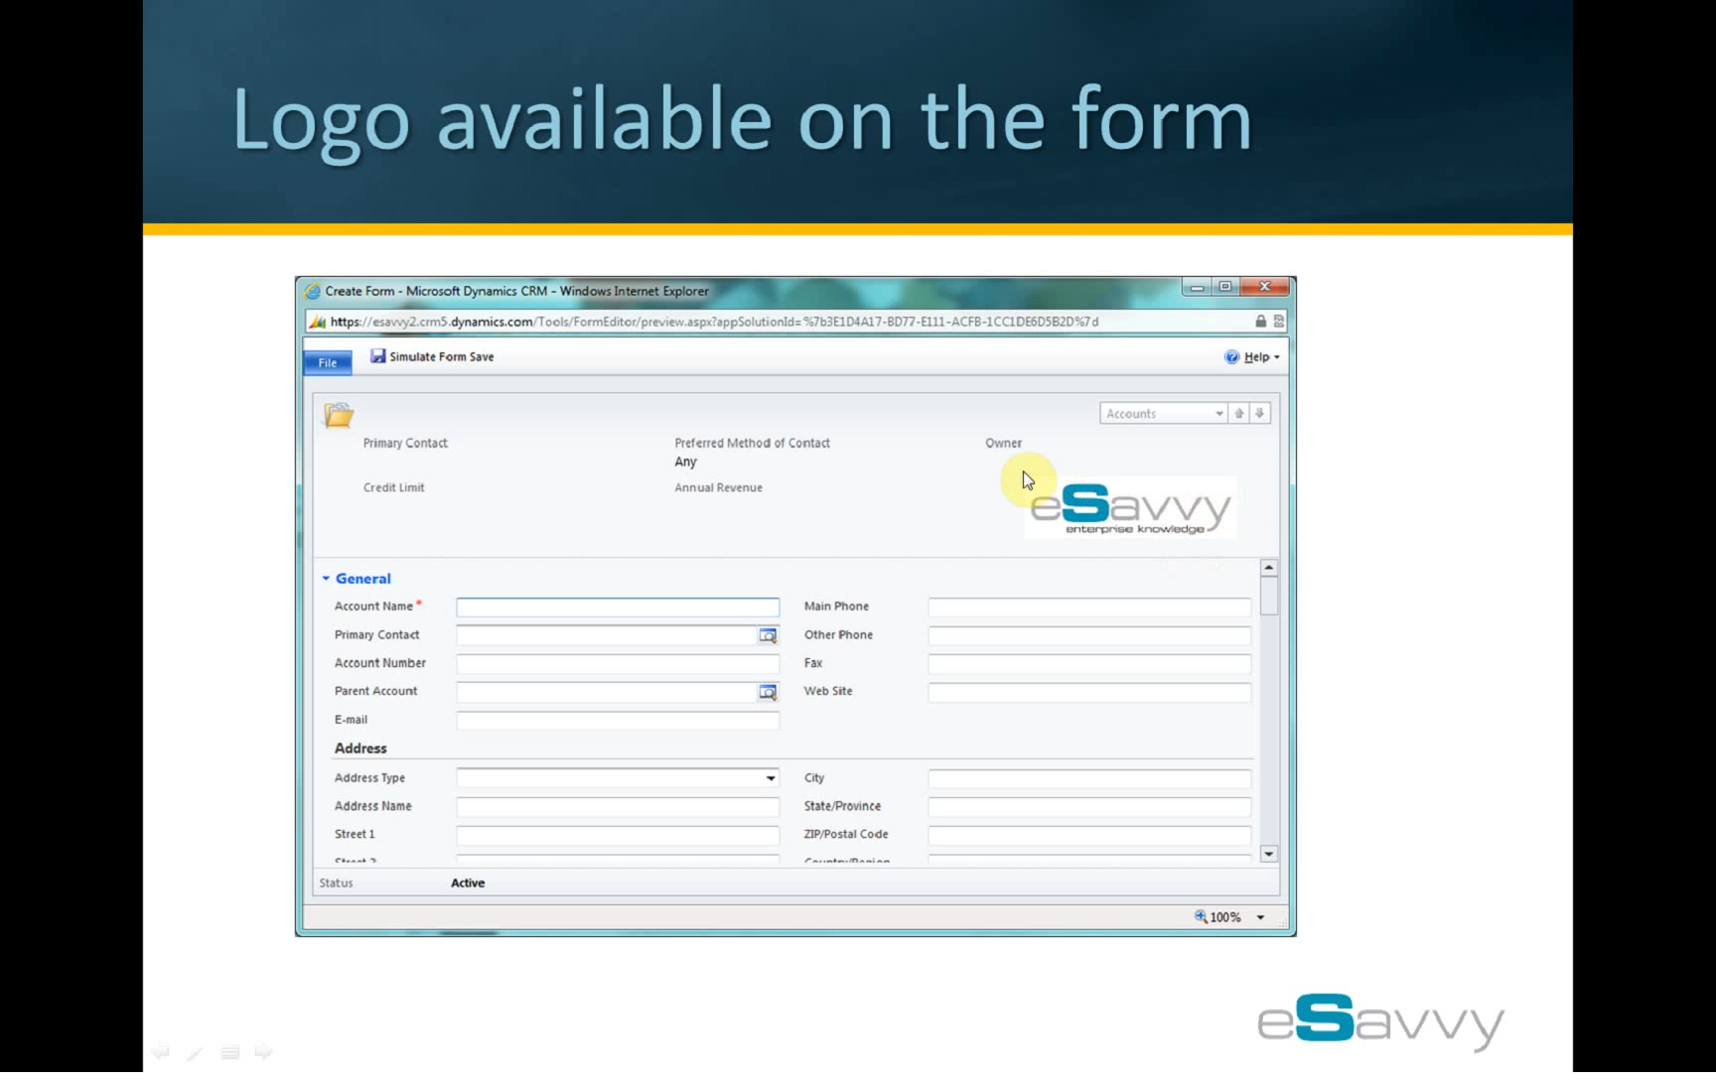 Logo available on the form
Create Form - Microsoft Dynamics CRM - Windows Internet Explorer
https://esavvy2.crm5.dynamics.com/Tools/FormEditor/preview.aspx?appSolutionId=%7b3E1D4A17-BD77-E111-ACFB-1CC1DE6D5B2D%7d
File Simulate Form Save Help
Accounts
Primary Contact Preferred Method of Contact Owner
Any
Credit Limit Annual Revenue
eSavvy
enterprise knowledge
General
Account Name* Main Phone
Primary Contact Other Phone
Account Number Fax
Parent Account Web Site
E-mail
Address
Address Type City
Address Name State/Province
Street 1 ZIP/Postal Code
Street 2 Country/Region
Status Active
100%
eSavvy